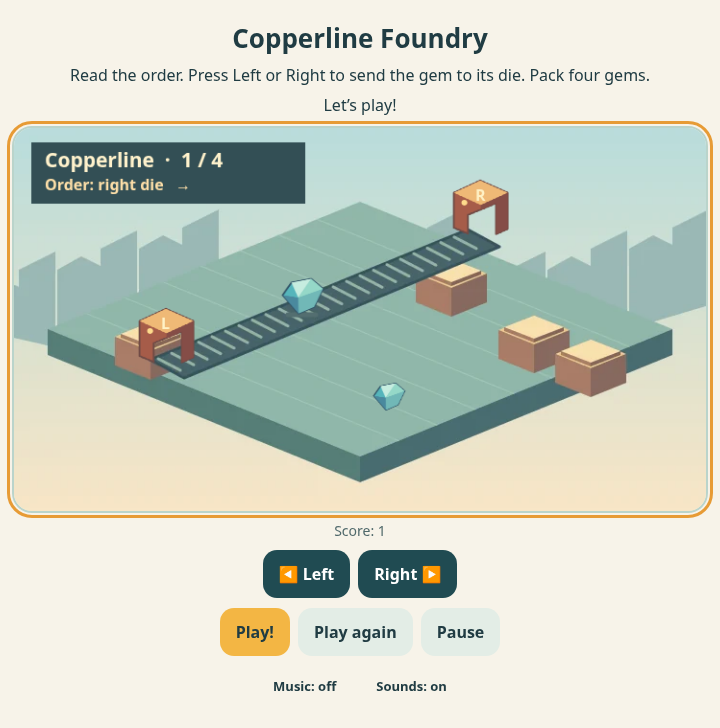 Copperline Foundry
Read the order. Press Left or Right to send the gem to its die. Pack four gems.
Let’s play!
Copperline · 1 / 4
Order: right die →
R
L
Score: 1
◀ Left Right ▶
Play! Play again Pause
Music: off Sounds: on